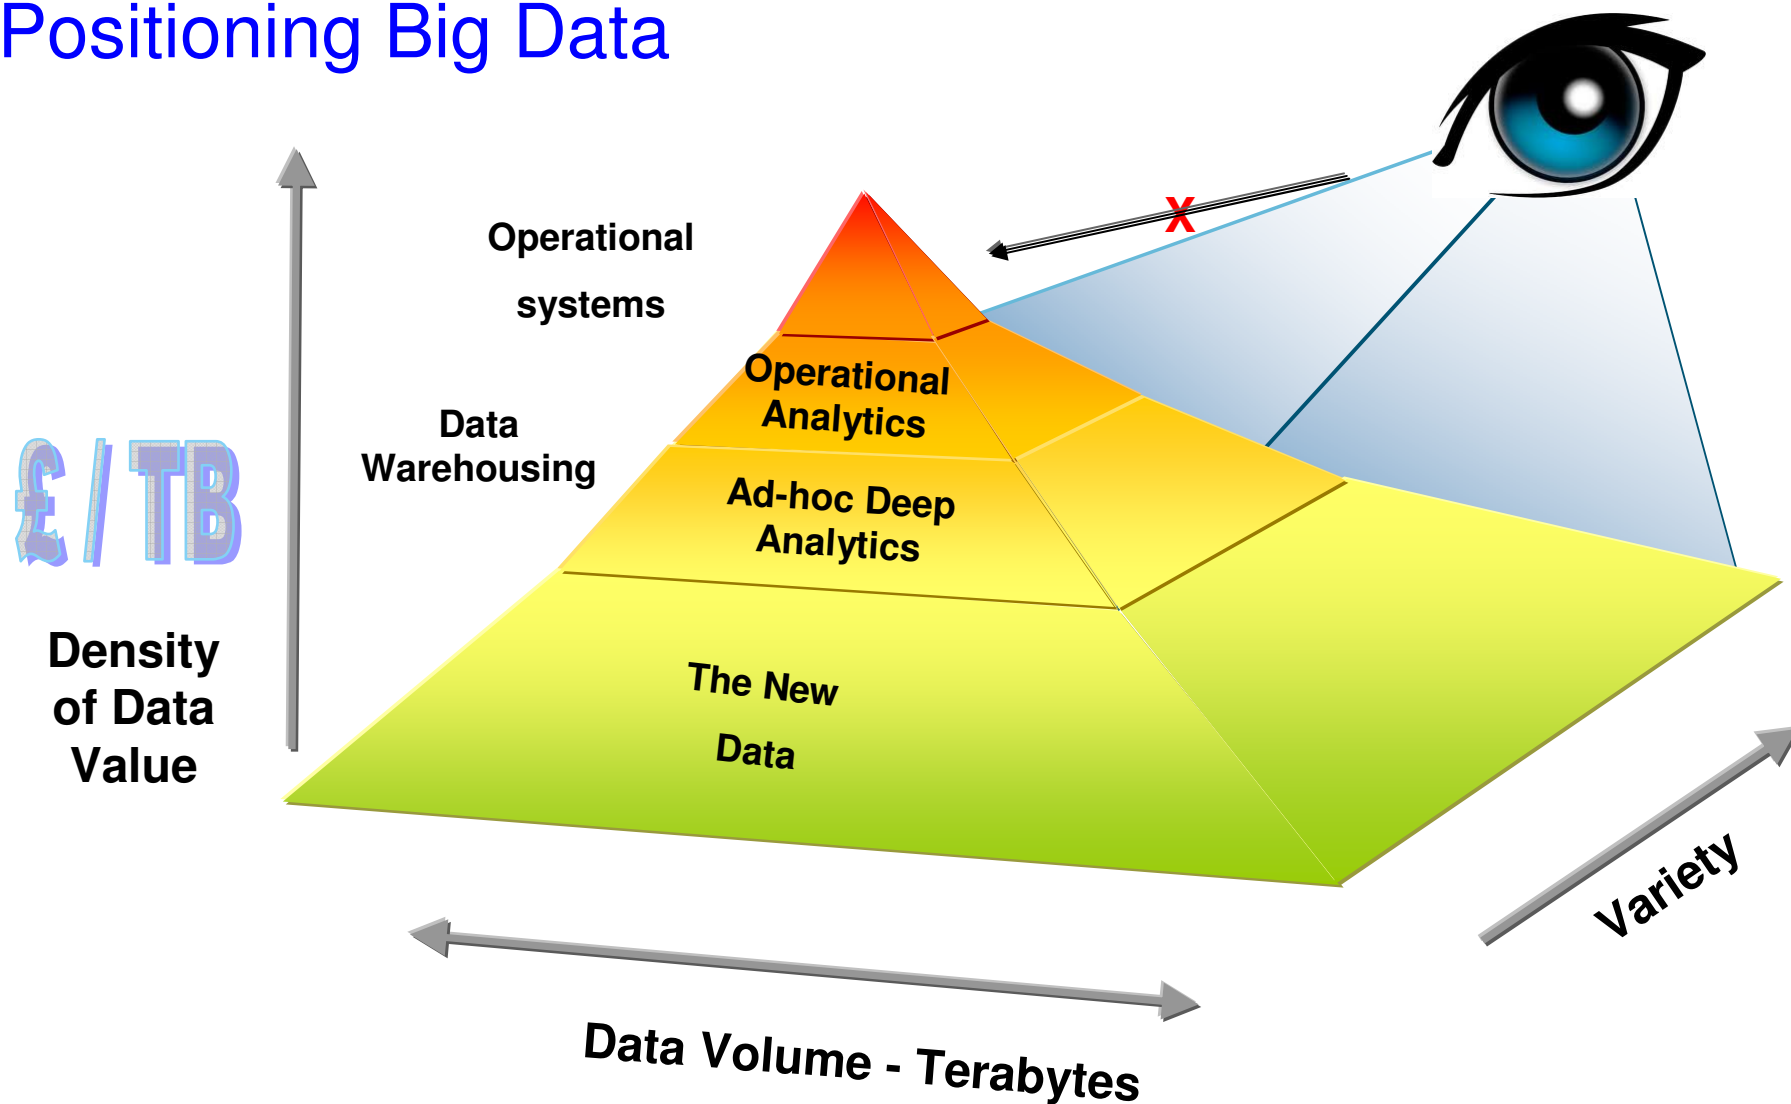 Positioning Big Data
X
Operational
systems
Operational
Analytics
Data
Warehousing
£ / TB
Ad-hoc Deep
Analytics
Density
of Data
Value
The New
Data
Variety
Data Volume - Terabytes